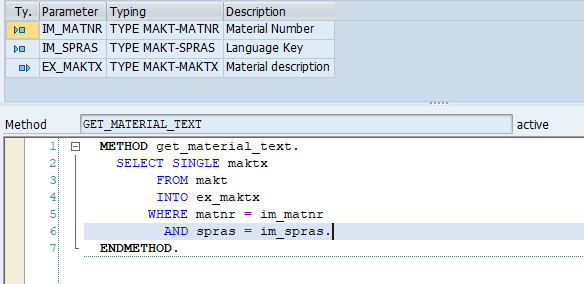 Ty. Parameter Typing Description
IM_MATNR TYPE MAKT-MATNR Material Number
IM_SPRAS TYPE MAKT-SPRAS Language Key
EX_MAKTX TYPE MAKT-MAKTX Material description
Method GET_MATERIAL_TEXT active
1 METHOD get_material_text.
2 SELECT SINGLE maktx
3 FROM makt
4 INTO ex_maktx
5 WHERE matnr = im_matnr
6 AND spras = im_spras.
7 ENDMETHOD.